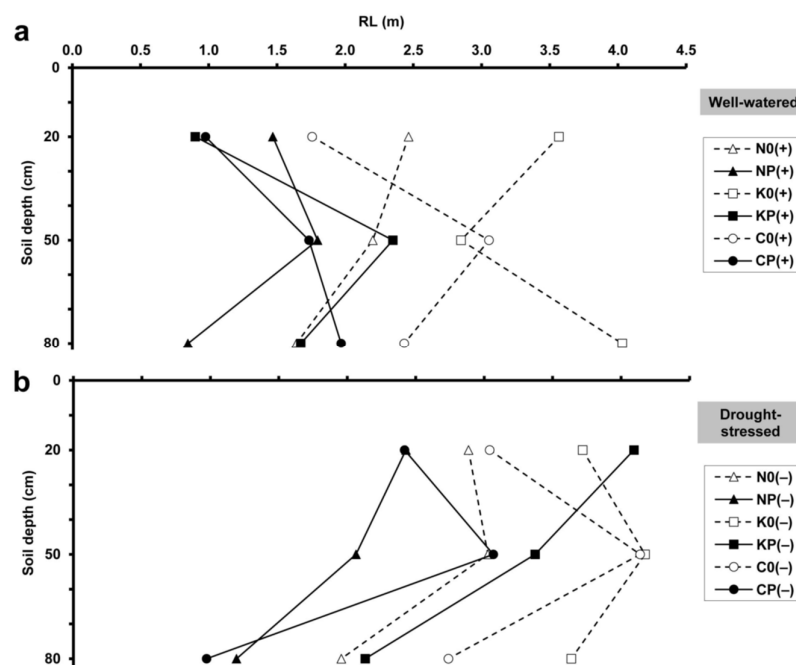 a
RL (m)
0.0 0.5 1.0 1.5 2.0 2.5 3.0 3.5 4.0 4.5
0
20
50
80
Soil depth (cm)
Well-watered
N0(+)
NP(+)
K0(+)
KP(+)
C0(+)
CP(+)
b
0
20
50
80
Soil depth (cm)
Drought-
stressed
N0(–)
NP(–)
K0(–)
KP(–)
C0(–)
CP(–)